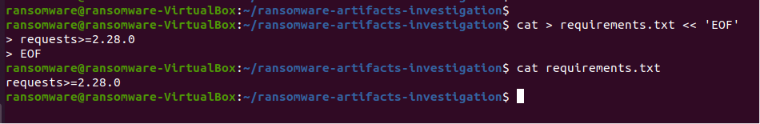 ransomware@ransomware-VirtualBox:~/ransomware-artifacts-investigation$
ransomware@ransomware-VirtualBox:~/ransomware-artifacts-investigation$ cat > requirements.txt << 'EOF'
> requests>=2.28.0
> EOF
ransomware@ransomware-VirtualBox:~/ransomware-artifacts-investigation$ cat requirements.txt
requests>=2.28.0
ransomware@ransomware-VirtualBox:~/ransomware-artifacts-investigation$